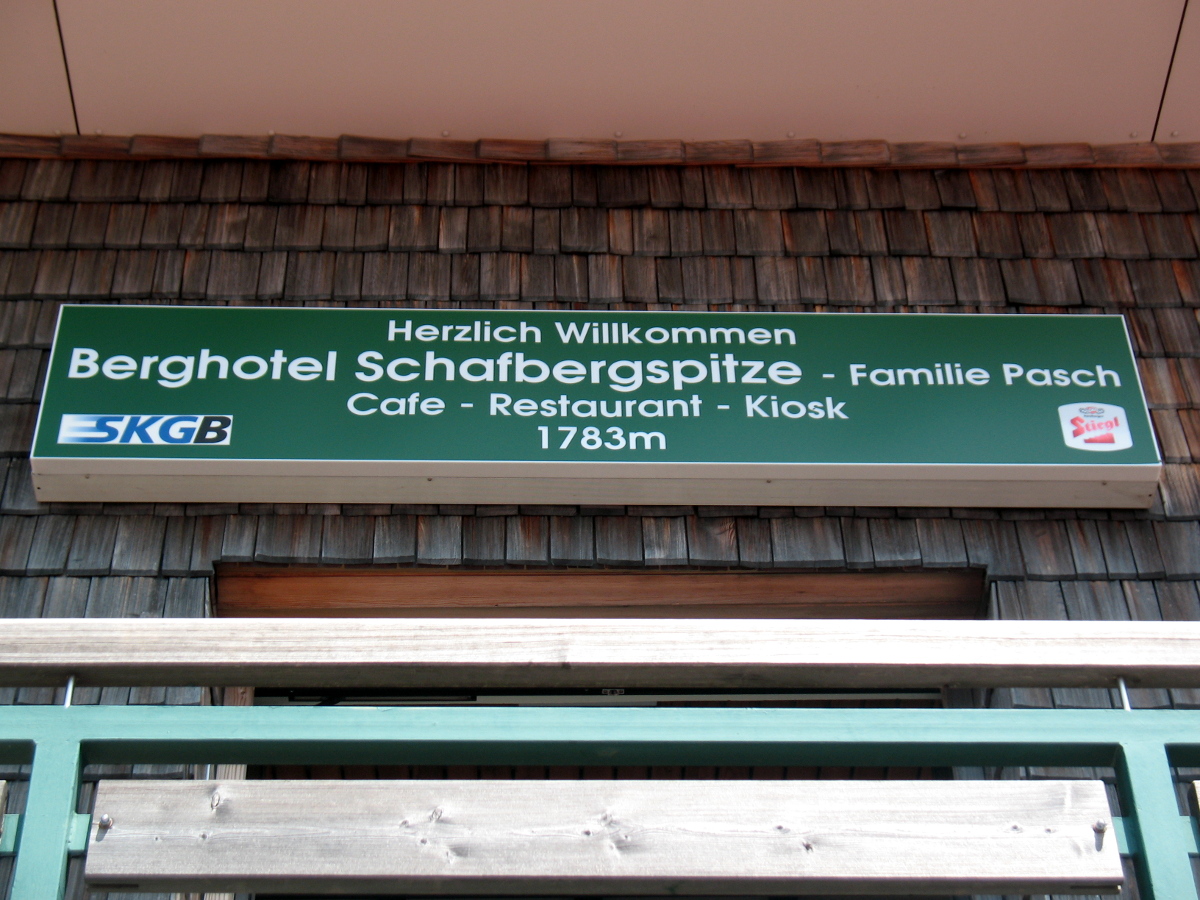 Herzlich Willkommen
Berghotel Schafbergspitze - Familie Pasch
Cafe - Restaurant - Kiosk
1783m
SKGB
Stiegl